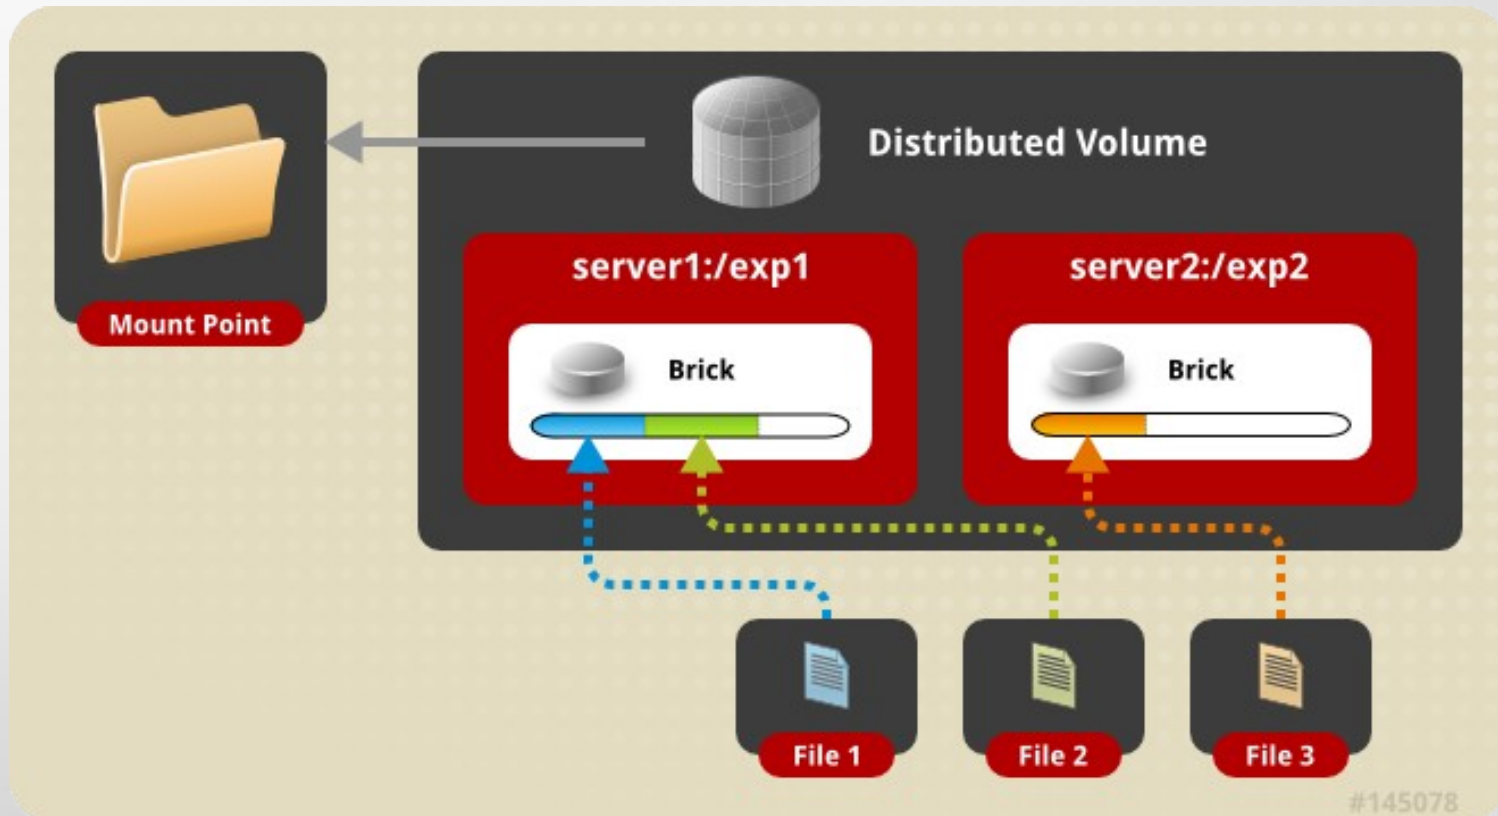 Distributed Volume
Mount Point
server1:/exp1
server2:/exp2
Brick
Brick
File 1
File 2
File 3
#145078